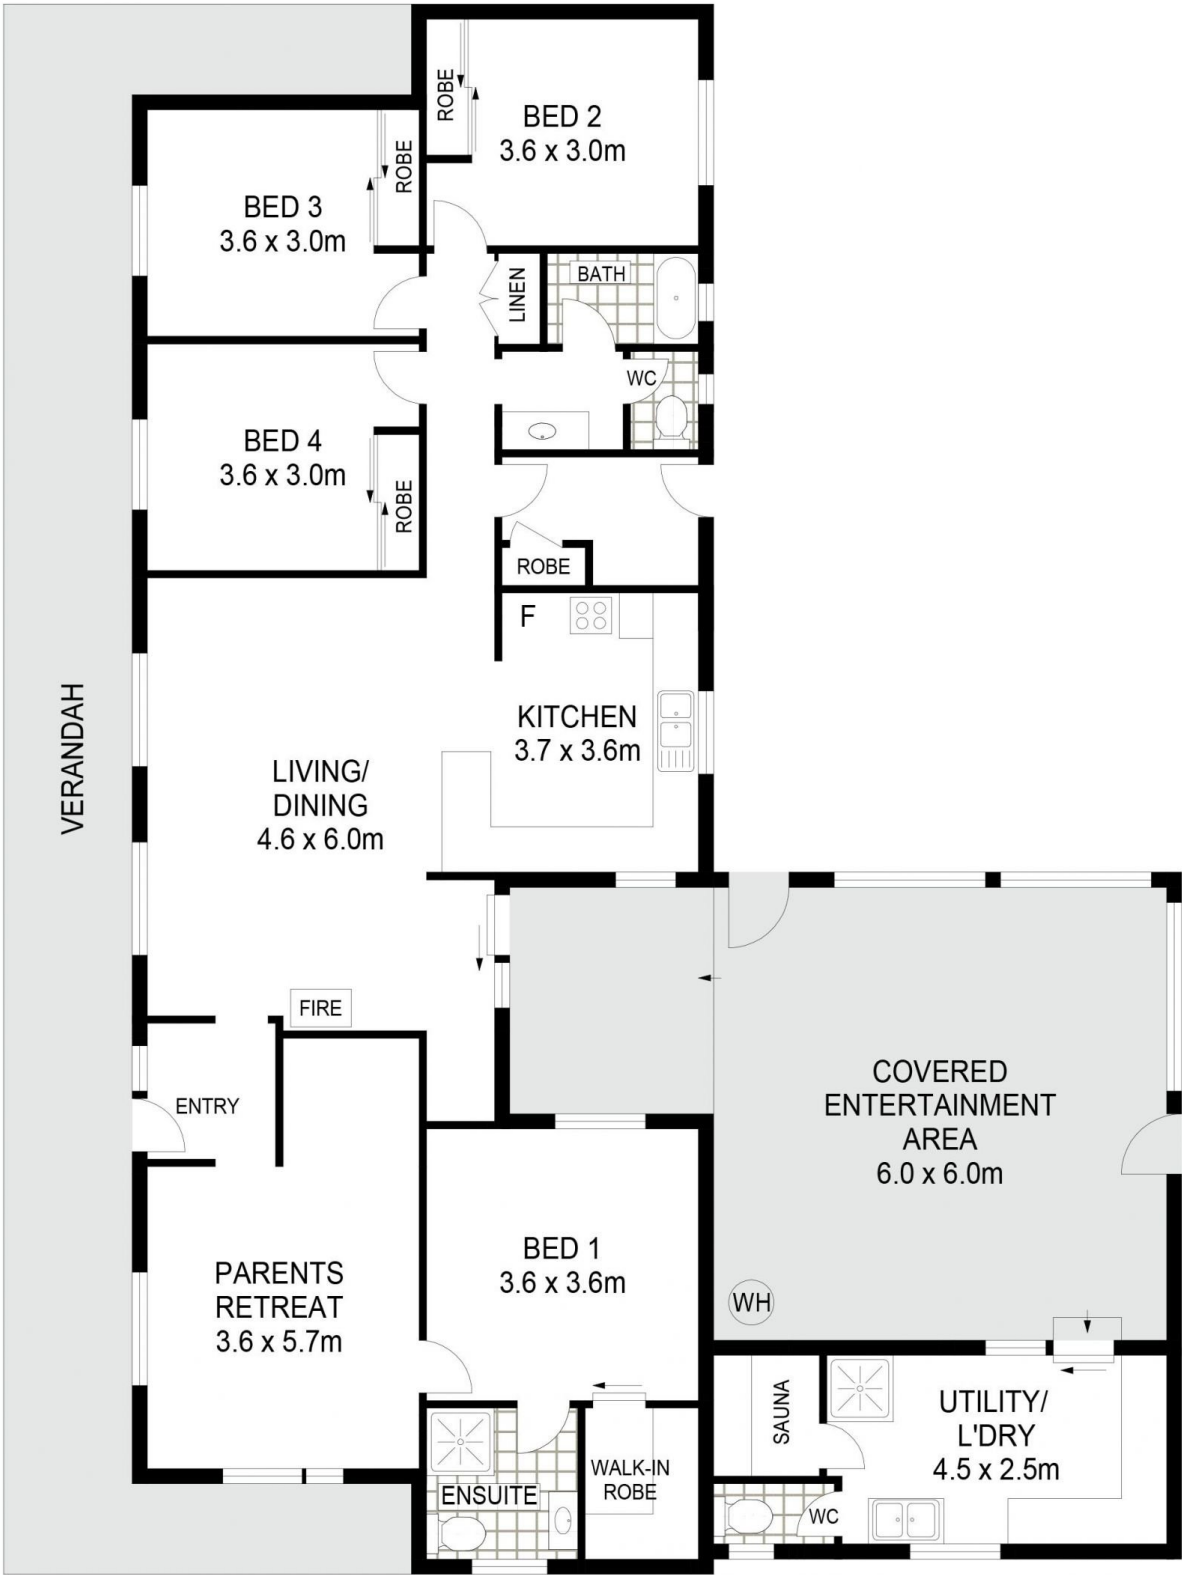 ROBE
BED 2
3.6 x 3.0m
ROBE
BED 3
3.6 x 3.0m
LINEN
BATH
WC
BED 4
3.6 x 3.0m
ROBE
ROBE
F
KITCHEN
3.7 x 3.6m
VERANDAH
LIVING/
DINING
4.6 x 6.0m
FIRE
ENTRY
COVERED
ENTERTAINMENT
AREA
6.0 x 6.0m
PARENTS
RETREAT
3.6 x 5.7m
BED 1
3.6 x 3.6m
WH
SAUNA
UTILITY/
L'DRY
4.5 x 2.5m
ENSUITE
WALK-IN
ROBE
WC